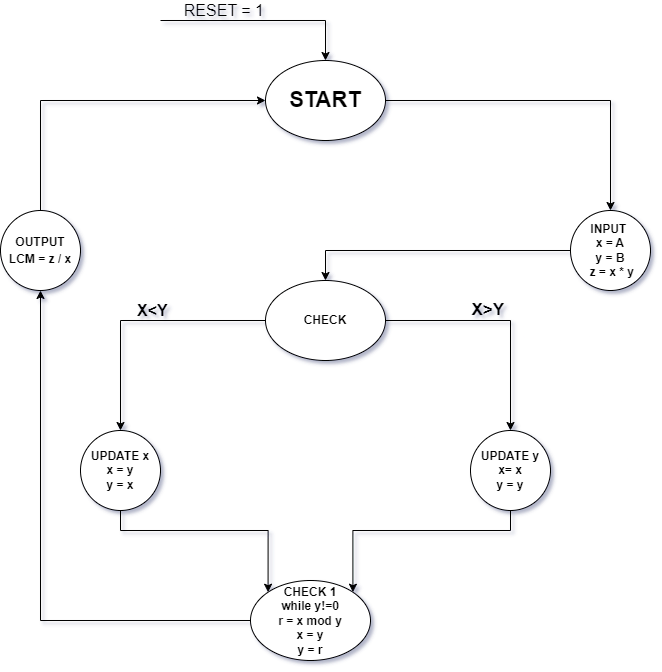 RESET = 1
START
INPUT
x = A
y = B
z = x * y
OUTPUT
LCM = z / x
CHECK
X<Y
X>Y
UPDATE x
x = y
y = x
UPDATE y
x= x
y = y
CHECK 1
while y!=0
r = x mod y
x = y
y = r